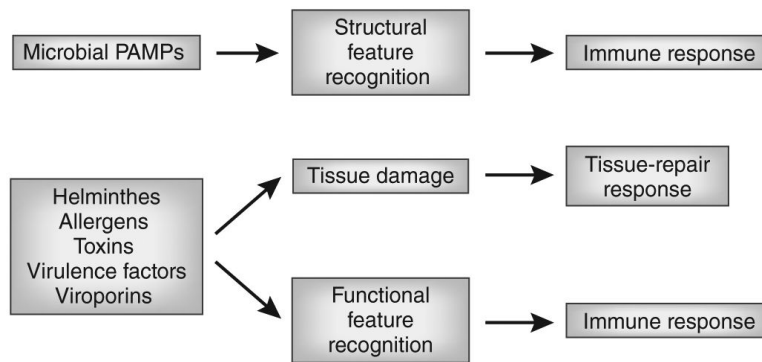 Microbial PAMPs
Structural
feature
recognition
Immune response
Helminthes
Allergens
Toxins
Virulence factors
Viroporins
Tissue damage
Tissue-repair
response
Functional
feature
recognition
Immune response